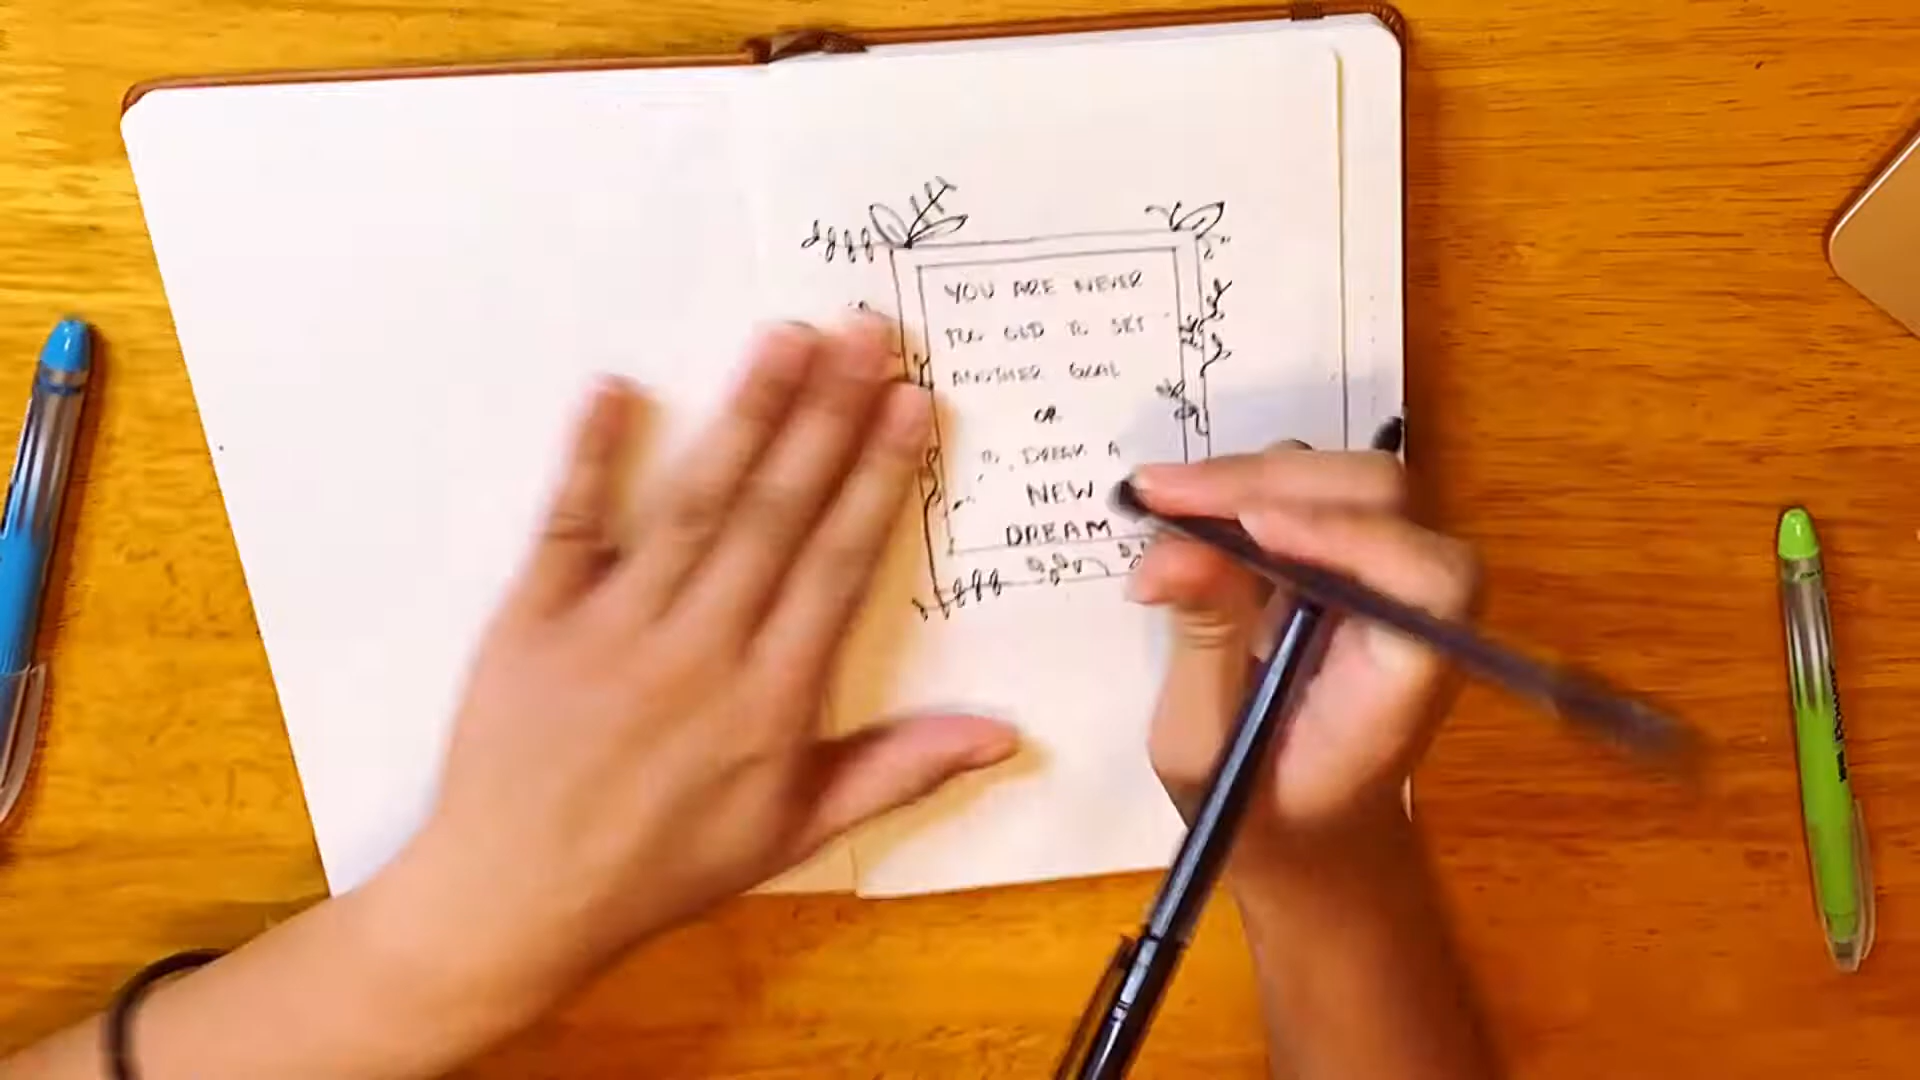 YOU ARE NEVER
TOO OLD TO SET
ANOTHER GOAL
OR
TO DREAM A
NEW
DREAM